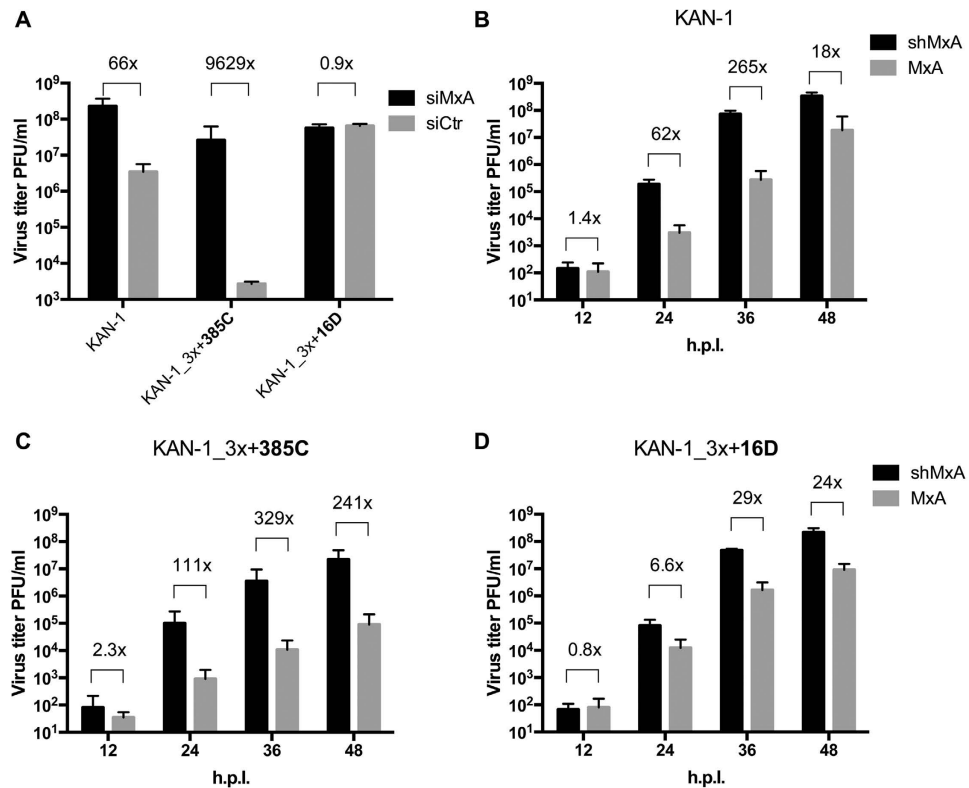 A
66x
9629x
0.9x
siMxA
siCtr
Virus titer PFU/ml
10⁹
10⁸
10⁷
10⁶
10⁵
10⁴
10³
KAN-1
KAN-1_3x+385C
KAN-1_3x+16D
B
KAN-1
shMxA
MxA
1.4x
62x
265x
18x
Virus titer PFU/ml
10⁹
10⁸
10⁷
10⁶
10⁵
10⁴
10³
10²
10¹
12 24 36 48
h.p.I.
C
KAN-1_3x+385C
2.3x
111x
329x
241x
Virus titer PFU/ml
10⁹
10⁸
10⁷
10⁶
10⁵
10⁴
10³
10²
10¹
12 24 36 48
h.p.I.
D
KAN-1_3x+16D
shMxA
MxA
0.8x
6.6x
29x
24x
Virus titer PFU/ml
10⁹
10⁸
10⁷
10⁶
10⁵
10⁴
10³
10²
10¹
12 24 36 48
h.p.I.